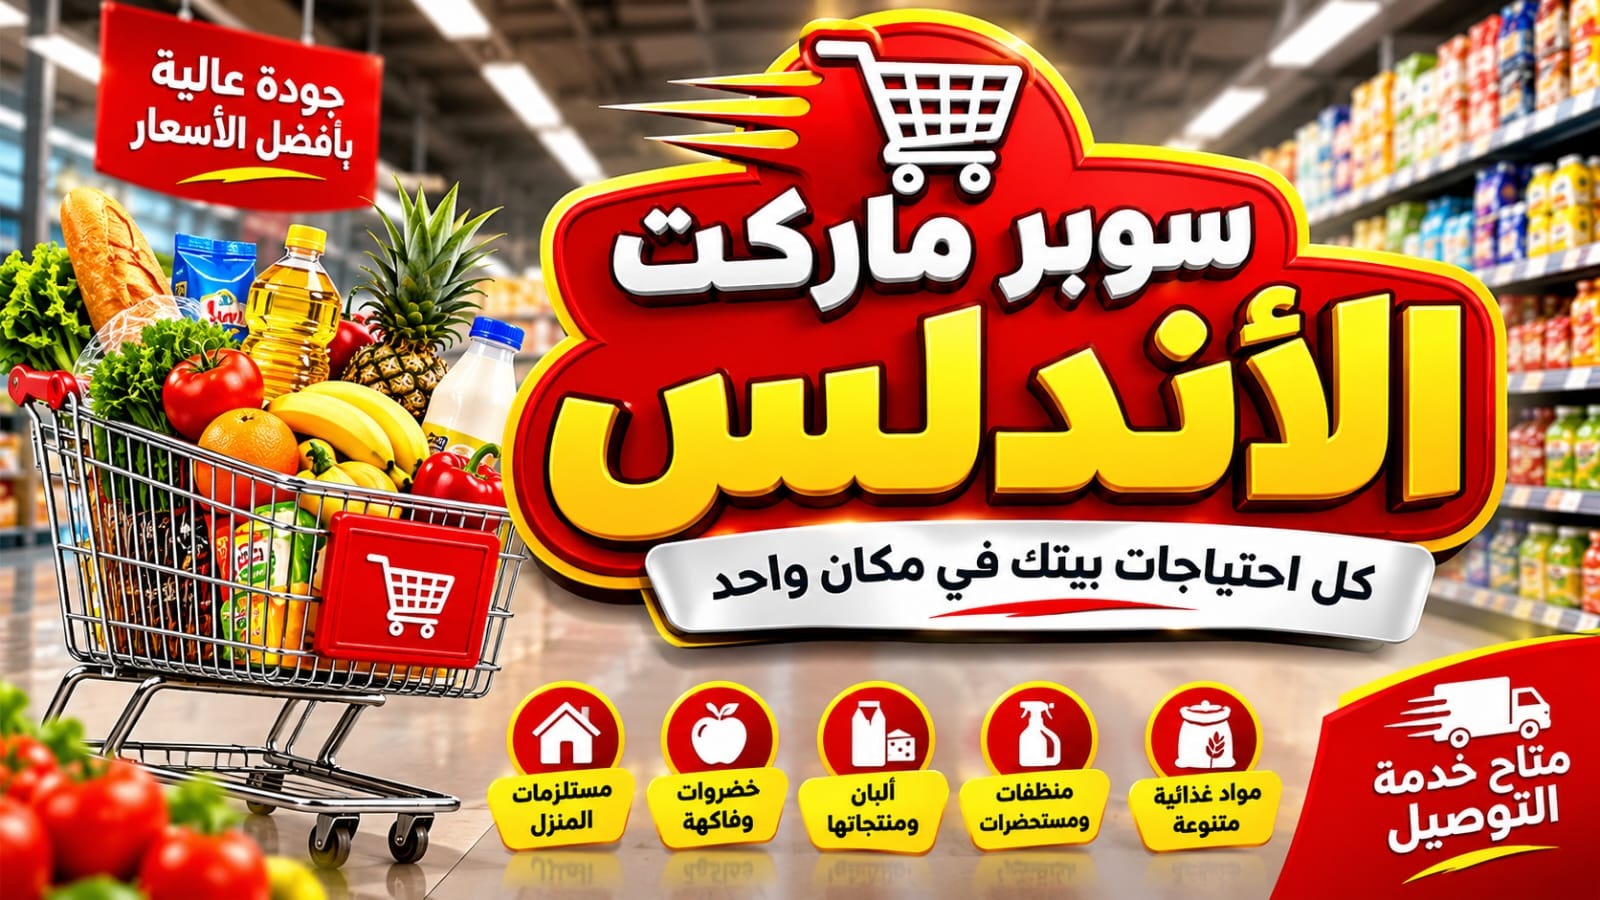 جودة عالية
بأفضل الأسعار
سوبر ماركت
الأندلس
كل احتياجات بيتك في مكان واحد
مواد غذائية
متنوعة
منظفات
ومستحضرات
ألبان
ومنتجاتها
خضروات
وفاكهة
مستلزمات
المنزل
متاح خدمة
التوصيل